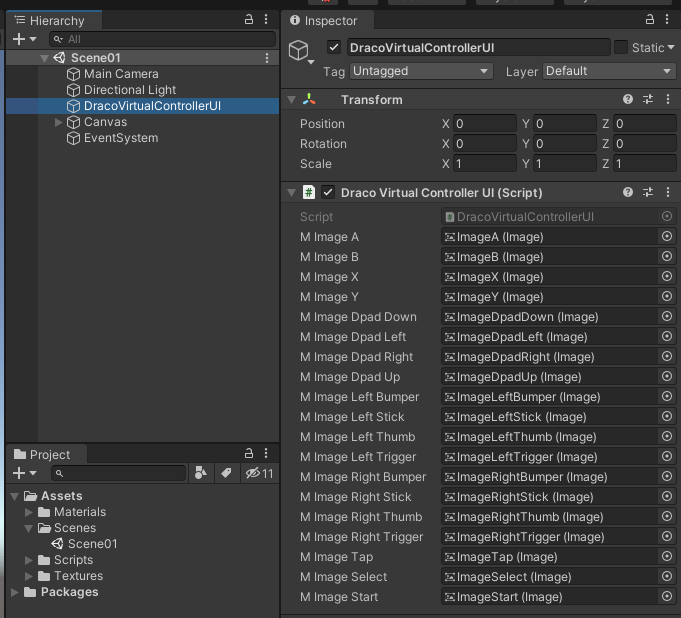 Hierarchy
All
Scene01
Main Camera
Directional Light
DracoVirtualControllerUI
Canvas
EventSystem
Project
11
Assets
Materials
Scenes
Scene01
Scripts
Textures
Packages
Inspector
DracoVirtualControllerUI Static
Tag Untagged Layer Default
Transform
Position X 0 Y 0 Z 0
Rotation X 0 Y 0 Z 0
Scale X 1 Y 1 Z 1
# Draco Virtual Controller UI (Script)
Script DracoVirtualControllerUI
M Image A ImageA (Image)
M Image B ImageB (Image)
M Image X ImageX (Image)
M Image Y ImageY (Image)
M Image Dpad Down ImageDpadDown (Image)
M Image Dpad Left ImageDpadLeft (Image)
M Image Dpad Right ImageDpadRight (Image)
M Image Dpad Up ImageDpadUp (Image)
M Image Left Bumper ImageLeftBumper (Image)
M Image Left Stick ImageLeftStick (Image)
M Image Left Thumb ImageLeftThumb (Image)
M Image Left Trigger ImageLeftTrigger (Image)
M Image Right Bumper ImageRightBumper (Image)
M Image Right Stick ImageRightStick (Image)
M Image Right Thumb ImageRightThumb (Image)
M Image Right Trigger ImageRightTrigger (Image)
M Image Tap ImageTap (Image)
M Image Select ImageSelect (Image)
M Image Start ImageStart (Image)